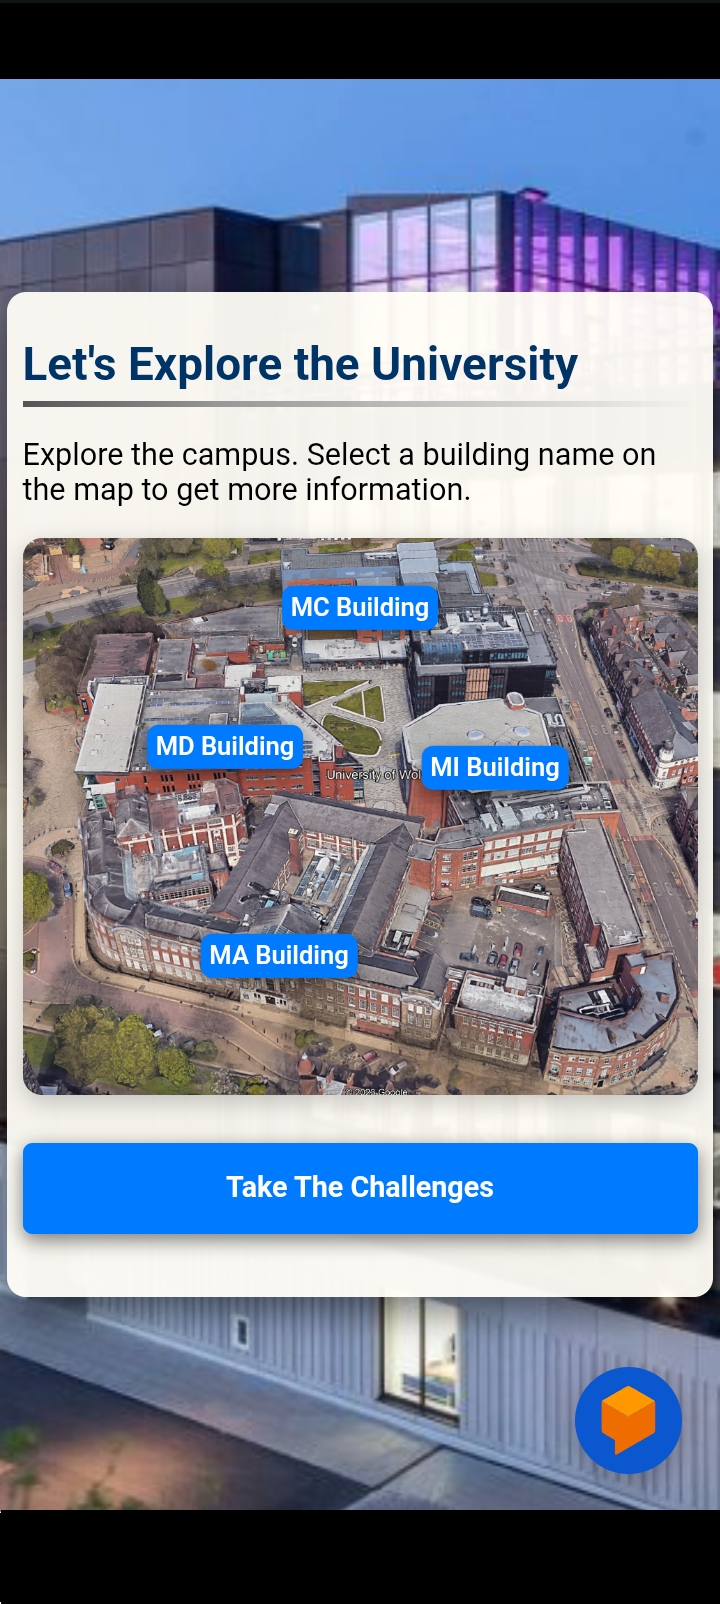 Let's Explore the University
Explore the campus. Select a building name on
the map to get more information.
MC Building
MD Building
MI Building
University of Wol
MA Building
© 2025 Google
Take The Challenges